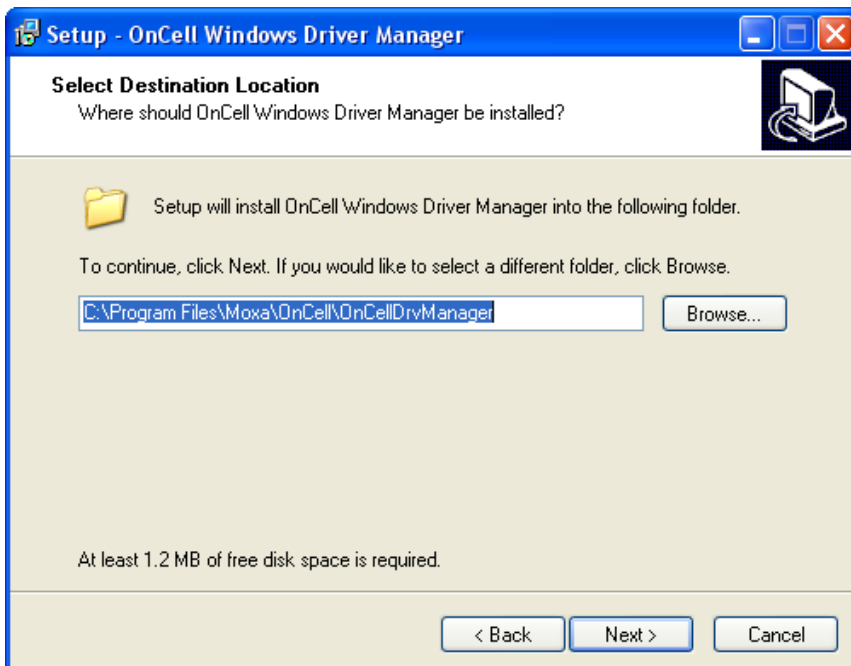 Setup - OnCell Windows Driver Manager
Select Destination Location
Where should OnCell Windows Driver Manager be installed?
Setup will install OnCell Windows Driver Manager into the following folder.
To continue, click Next. If you would like to select a different folder, click Browse.
C:\Program Files\Moxa\OnCell\OnCellDrvManager
Browse...
At least 1.2 MB of free disk space is required.
< Back
Next >
Cancel